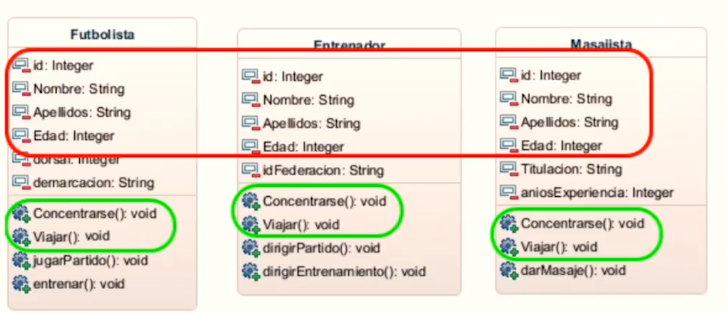 Futbolista
id: Integer
Nombre: String
Apellidos: String
Edad: Integer
dorsal: Integer
demarcacion: String
Concentrarse(): void
Viajar(): void
jugarPartido(): void
entrenar(): void
Entrenador
id: Integer
Nombre: String
Apellidos: String
Edad: Integer
idFederacion: String
Concentrarse(): void
Viajar(): void
dirigirPartido(): void
dirigirEntrenamiento(): void
Masajista
id: Integer
Nombre: String
Apellidos: String
Edad: Integer
Titulacion: String
aniosExperiencia: Integer
Concentrarse(): void
Viajar(): void
darMasaje(): void